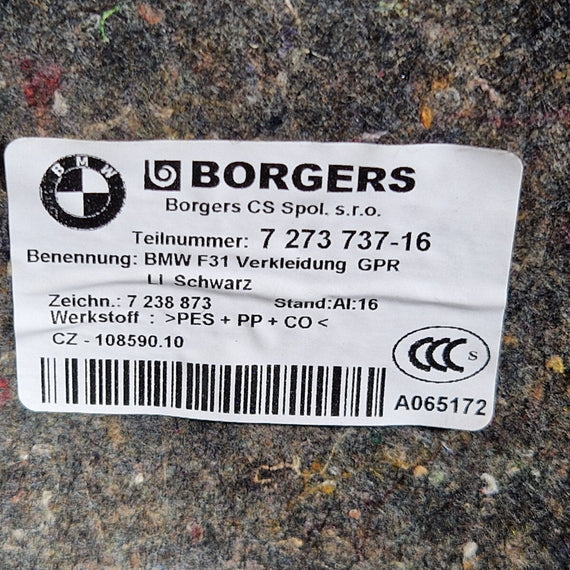 BMW
BORGERS
Borgers CS Spol. s.r.o.
Teilnummer: 7 273 737-16
Benennung: BMW F31 Verkleidung GPR
LI Schwarz
Zeichn.: 7 238 873 Stand:AI:16
Werkstoff : >PES + PP + CO <
CZ - 108590.10
CCC S
A065172